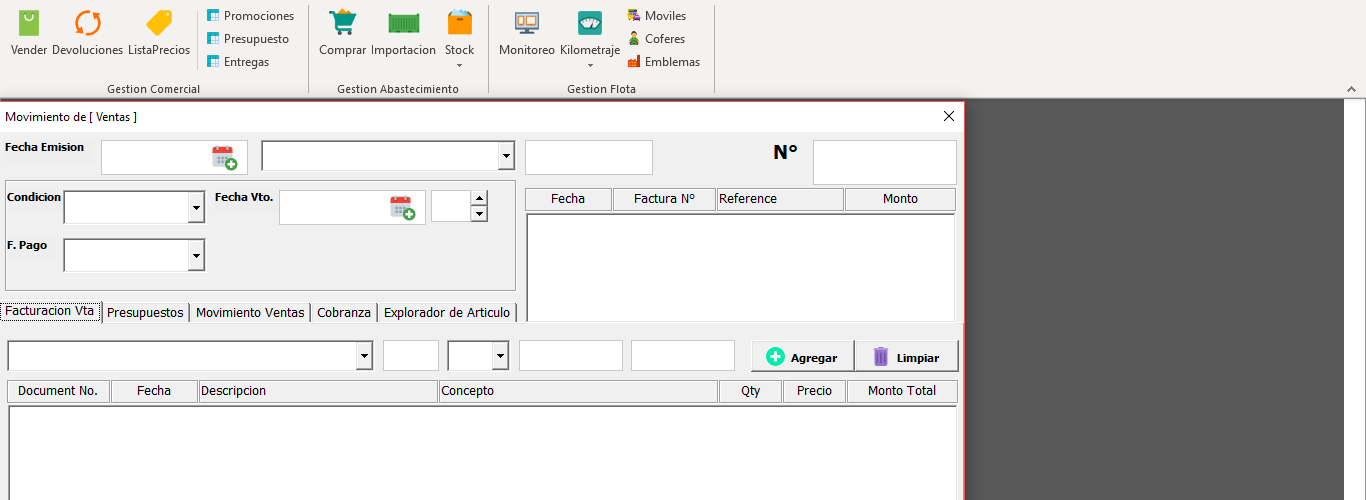 Vender Devoluciones ListaPrecios
Promociones
Presupuesto
Entregas
Gestion Comercial
Comprar Importacion Stock
Gestion Abastecimiento
Monitoreo Kilometraje
Moviles
Coferes
Emblemas
Gestion Flota
Movimiento de [ Ventas ]
Fecha Emision
N°
Condicion
Fecha Vto.
F. Pago
Fecha Factura Nº Reference Monto
Facturacion Vta Presupuestos Movimiento Ventas Cobranza Explorador de Articulo
Agregar Limpiar
Document No. Fecha Descripcion Concepto Qty Precio Monto Total